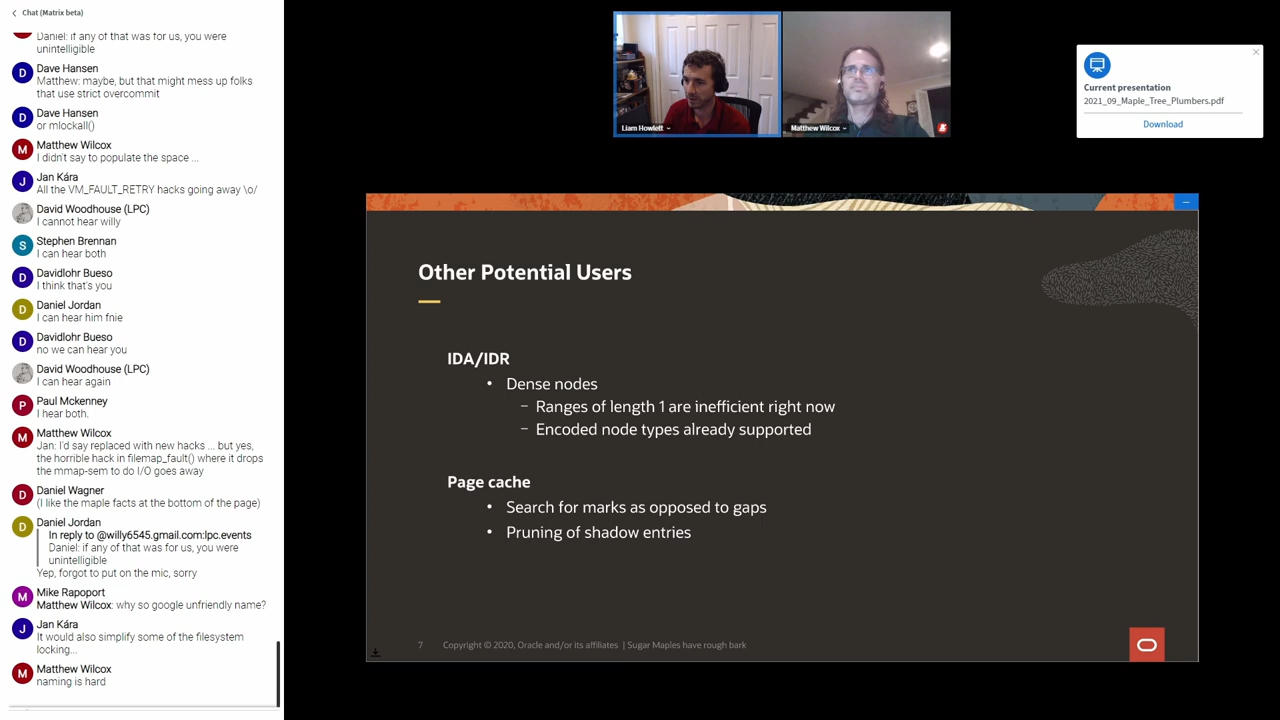 Chat (Matrix beta)
Daniel: if any of that was for us, you were
unintelligible
D
Dave Hansen
Matthew: maybe, but that might mess up folks
that use strict overcommit
D
Dave Hansen
or mlockall()
M
Matthew Wilcox
I didn't say to populate the space ...
J
Jan Kára
All the VM_FAULT_RETRY hacks going away \o/
David Woodhouse (LPC)
I cannot hear willy
S
Stephen Brennan
I can hear both
D
Davidlohr Bueso
I think that's you
D
Daniel Jordan
I can hear him fnie
D
Davidlohr Bueso
no we can hear you
David Woodhouse (LPC)
I can hear again
P
Paul Mckenney
I hear both.
M
Matthew Wilcox
Jan: I'd say replaced with new hacks ... but yes,
the horrible hack in filemap_fault() where it drops
the mmap-sem to do I/O goes away
D
Daniel Wagner
(I like the maple facts at the bottom of the page)
D
Daniel Jordan
In reply to @willy6545.gmail.com:lpc.events
Daniel: if any of that was for us, you were
unintelligible
Yep, forgot to put on the mic, sorry
M
Mike Rapoport
Matthew Wilcox: why so google unfriendly name?
J
Jan Kára
It would also simplify some of the filesystem
locking...
M
Matthew Wilcox
naming is hard
Liam Howlett
Matthew Wilcox
Current presentation
2021_09_Maple_Tree_Plumbers.pdf
Download
Other Potential Users
IDA/IDR
• Dense nodes
– Ranges of length 1 are inefficient right now
– Encoded node types already supported
Page cache
• Search for marks as opposed to gaps
• Pruning of shadow entries
7 Copyright © 2020, Oracle and/or its affiliates | Sugar Maples have rough bark